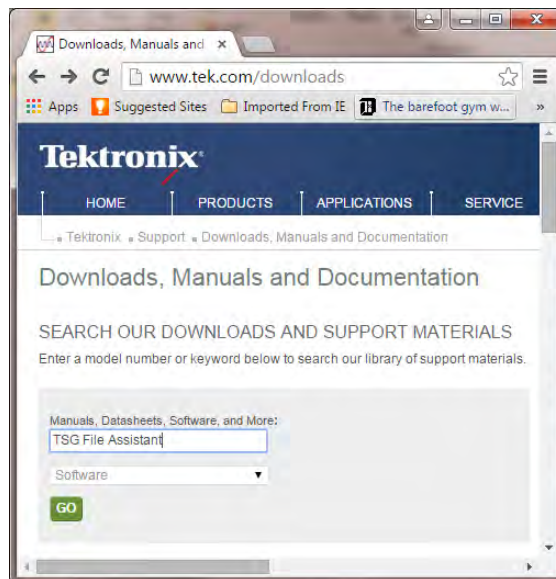 Downloads, Manuals and
www.tek.com/downloads
Apps Suggested Sites Imported From IE The barefoot gym w... »
Tektronix
HOME PRODUCTS APPLICATIONS SERVICE
Tektronix Support Downloads, Manuals and Documentation
Downloads, Manuals and Documentation
SEARCH OUR DOWNLOADS AND SUPPORT MATERIALS
Enter a model number or keyword below to search our library of support materials.
Manuals, Datasheets, Software, and More:
TSG File Assistant
Software
GO